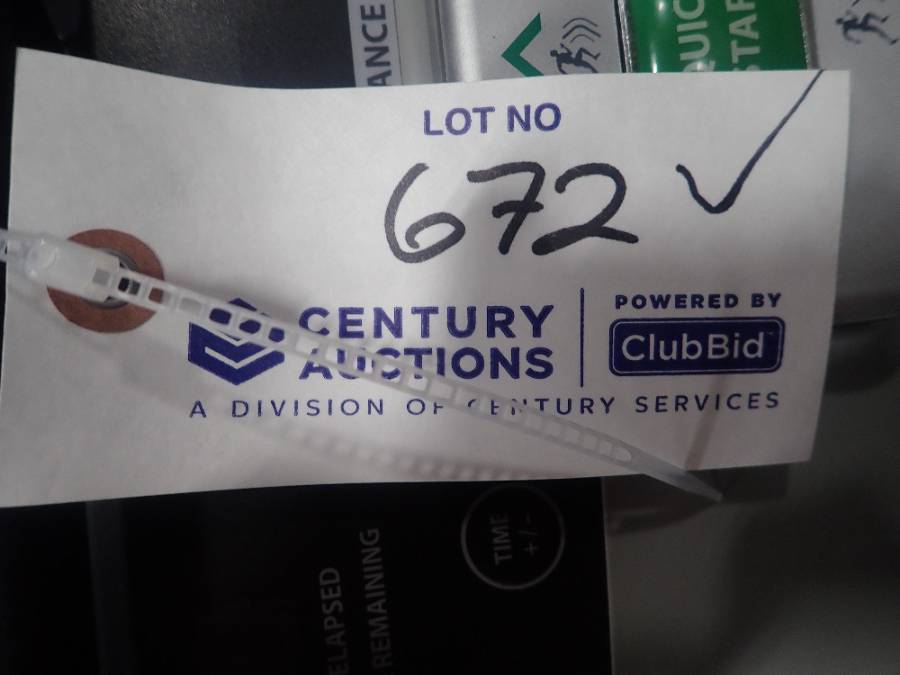 ANCE
QUIC
STAR
LOT NO
672
CENTURY
AUCTIONS
A DIVISION OF CENTURY SERVICES
POWERED BY
ClubBid
TIME
+/-
ELAPSED
REMAINING